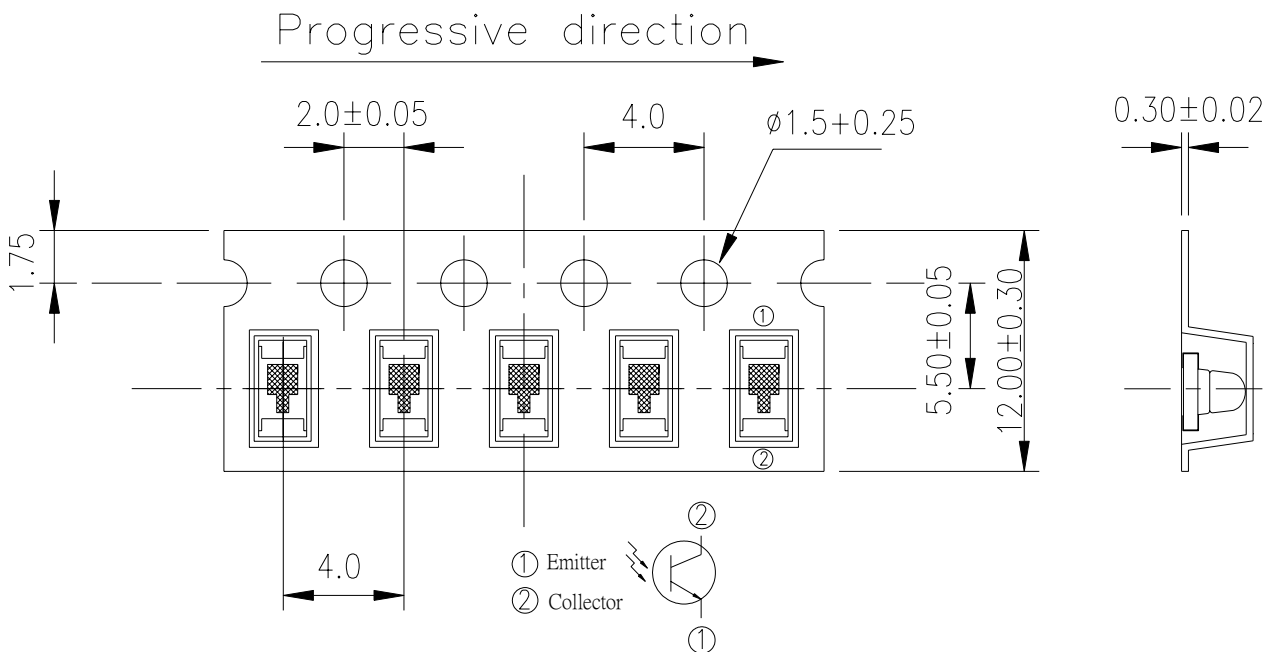 Progressive direction
2.0±0.05
4.0
ϕ1.5+0.25
0.30±0.02
1.75
5.50±0.05
12.00±0.30
①
②
4.0
②
① Emitter
② Collector
①